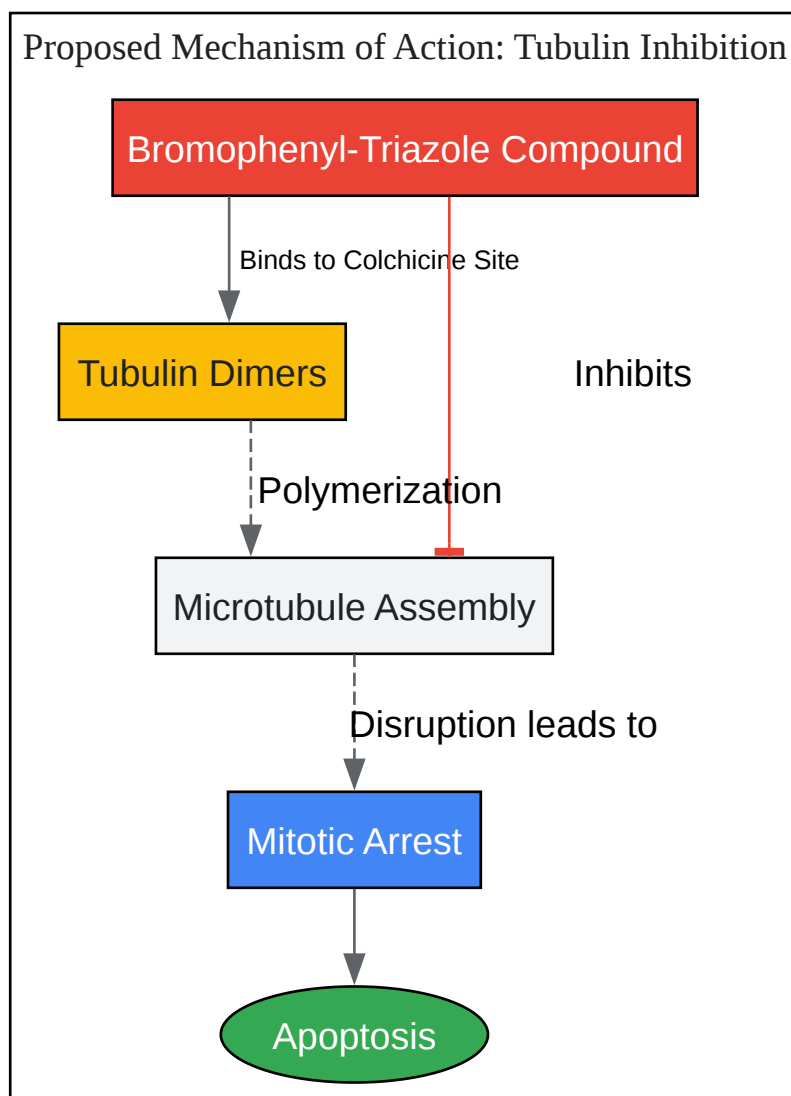 Proposed Mechanism of Action: Tubulin Inhibition
Bromophenyl-Triazole Compound
Binds to Colchicine Site
Tubulin Dimers
Inhibits
Polymerization
Microtubule Assembly
Disruption leads to
Mitotic Arrest
Apoptosis